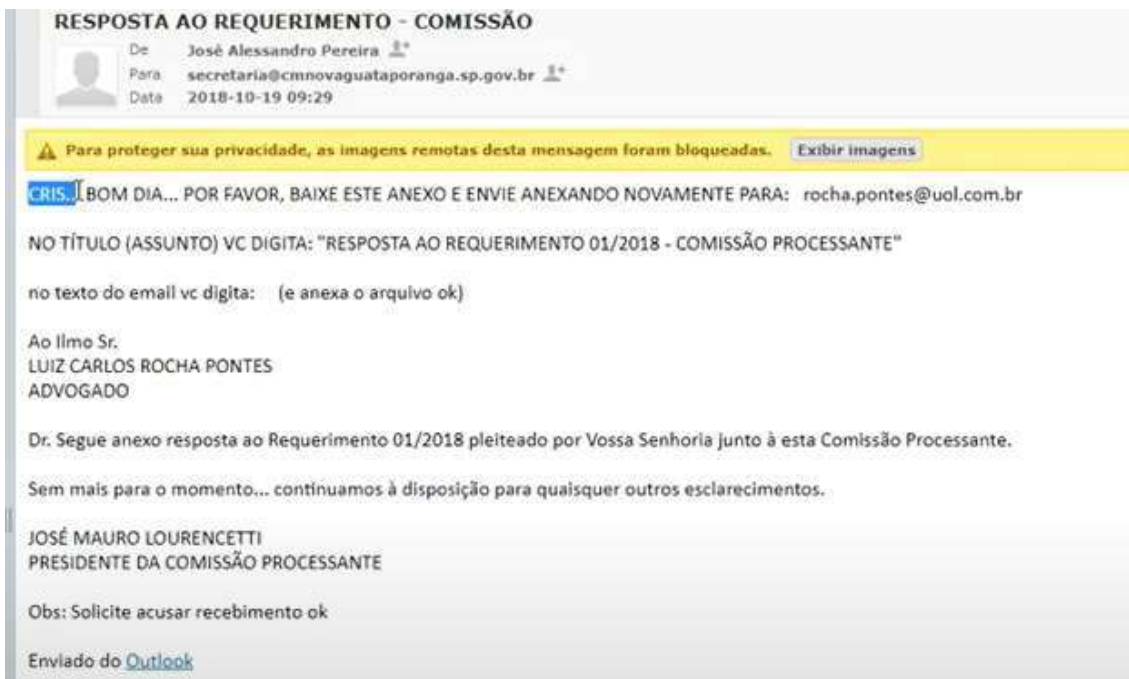 RESPOSTA AO REQUERIMENTO - COMISSÃO
De José Alessandro Pereira
Para secretaria@cmnovaguataporanga.sp.gov.br
Data 2018-10-19 09:29
Para proteger sua privacidade, as imagens remotas desta mensagem foram bloqueadas. Exibir imagens
CRIS.. BOM DIA... POR FAVOR, BAIXE ESTE ANEXO E ENVIE ANEXANDO NOVAMENTE PARA: rocha.pontes@uol.com.br
NO TÍTULO (ASSUNTO) VC DIGITA: "RESPOSTA AO REQUERIMENTO 01/2018 - COMISSÃO PROCESSANTE"
no texto do email vc digita: (e anexa o arquivo ok)
Ao Ilmo Sr.
LUIZ CARLOS ROCHA PONTES
ADVOGADO
Dr. Segue anexo resposta ao Requerimento 01/2018 pleiteado por Vossa Senhoria junto à esta Comissão Processante.
Sem mais para o momento... continuamos à disposição para quaisquer outros esclarecimentos.
JOSÉ MAURO LOURENCETTI
PRESIDENTE DA COMISSÃO PROCESSANTE
Obs: Solicite acusar recebimento ok
Enviado do Outlook